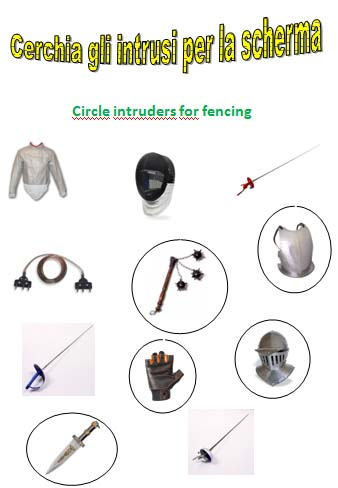 Cerchia gli intrusi per la scherma
Circle intruders for fencing